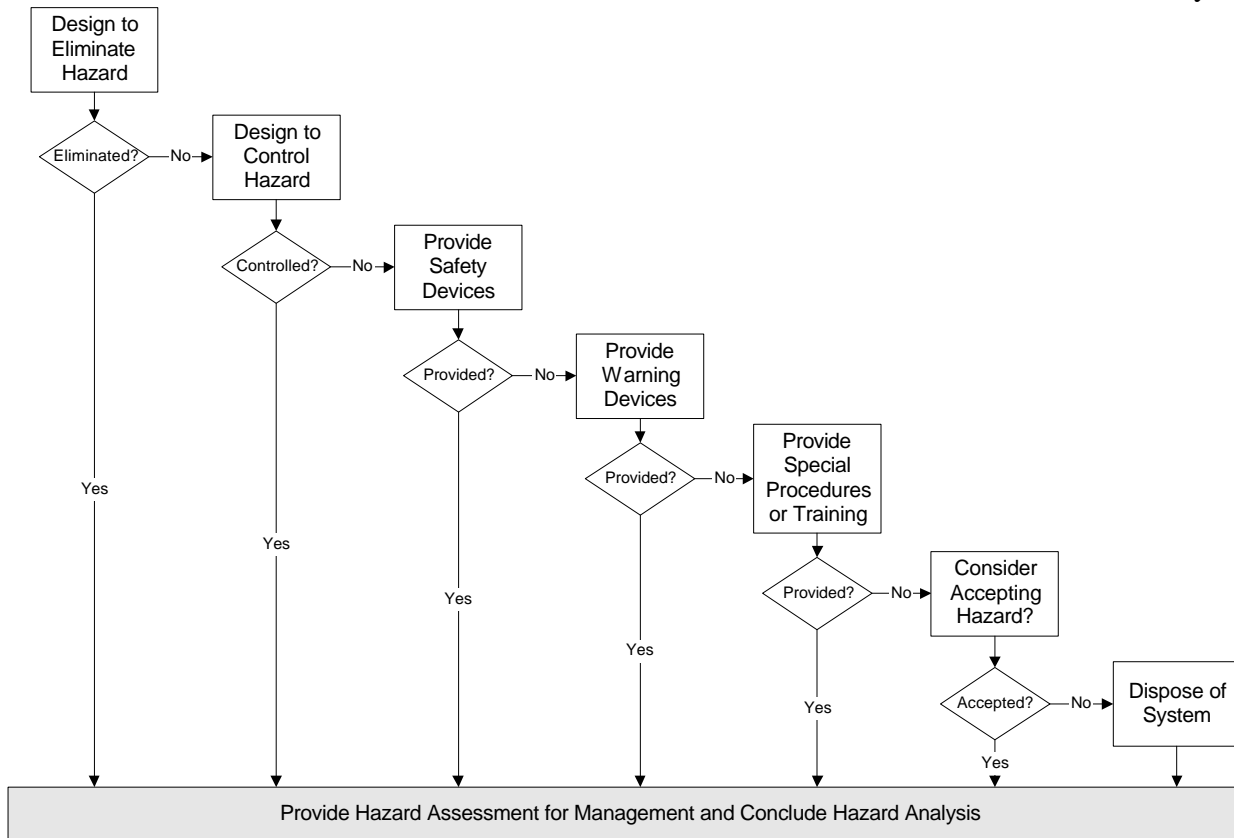 Design to
Eliminate
Hazard
Eliminated?
No
Design to
Control
Hazard
Controlled?
No
Provide
Safety
Devices
Provided?
No
Provide
Warning
Devices
Provided?
No
Provide
Special
Procedures
or Training
Provided?
No
Consider
Accepting
Hazard?
Accepted?
No
Dispose of
System
Yes
Yes
Yes
Yes
Yes
Yes
Provide Hazard Assessment for Management and Conclude Hazard Analysis